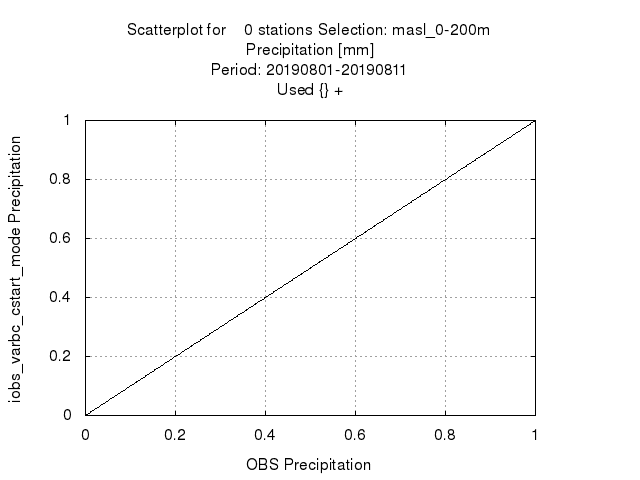 Scatterplot for    0 stations Selection: masl_0-200m
Precipitation [mm]
Period: 20190801-20190811
Used {} +
iobs_varbc_cstart_mode Precipitation
1
0.8
0.6
0.4
0.2
0
0 0.2 0.4 0.6 0.8 1
OBS Precipitation